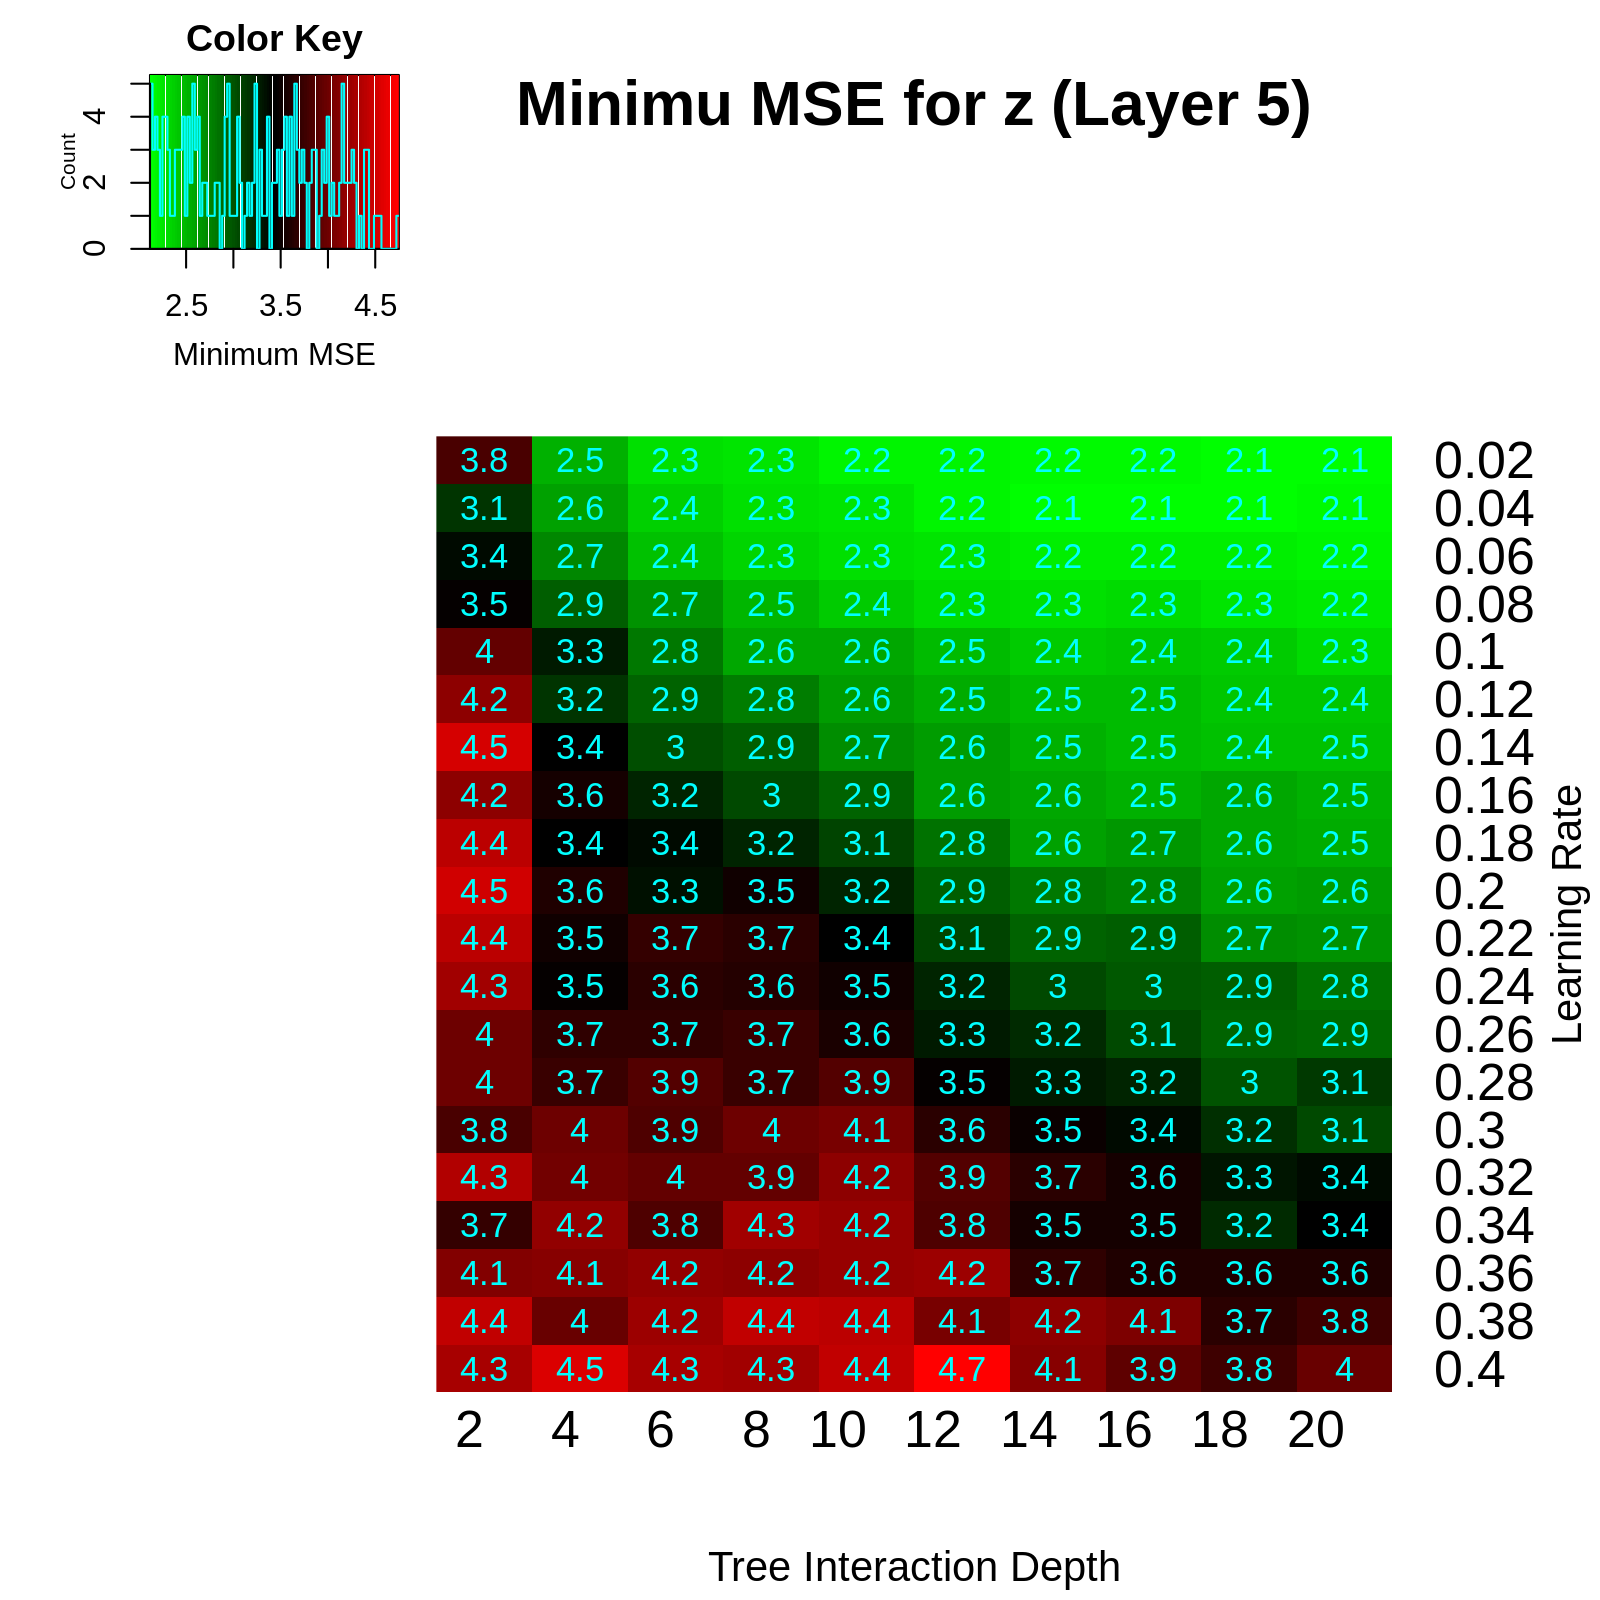 Color Key
Minimu MSE for z (Layer 5)
Count
0 2 4
2.5 3.5 4.5
Minimum MSE
3.8 2.5 2.3 2.3 2.2 2.2 2.2 2.2 2.1 2.1 0.02
3.1 2.6 2.4 2.3 2.3 2.2 2.1 2.1 2.1 2.1 0.04
3.4 2.7 2.4 2.3 2.3 2.3 2.2 2.2 2.2 2.2 0.06
3.5 2.9 2.7 2.5 2.4 2.3 2.3 2.3 2.3 2.2 0.08
4 3.3 2.8 2.6 2.6 2.5 2.4 2.4 2.4 2.3 0.1
4.2 3.2 2.9 2.8 2.6 2.5 2.5 2.5 2.4 2.4 0.12
4.5 3.4 3 2.9 2.7 2.6 2.5 2.5 2.4 2.5 0.14
4.2 3.6 3.2 3 2.9 2.6 2.6 2.5 2.6 2.5 0.16
4.4 3.4 3.4 3.2 3.1 2.8 2.6 2.7 2.6 2.5 0.18
4.5 3.6 3.3 3.5 3.2 2.9 2.8 2.8 2.6 2.6 0.2
4.4 3.5 3.7 3.7 3.4 3.1 2.9 2.9 2.7 2.7 0.22
4.3 3.5 3.6 3.6 3.5 3.2 3 3 2.9 2.8 0.24
4 3.7 3.7 3.7 3.6 3.3 3.2 3.1 2.9 2.9 0.26
4 3.7 3.9 3.7 3.9 3.5 3.3 3.2 3 3.1 0.28
3.8 4 3.9 4 4.1 3.6 3.5 3.4 3.2 3.1 0.3
4.3 4 4 3.9 4.2 3.9 3.7 3.6 3.3 3.4 0.32
3.7 4.2 3.8 4.3 4.2 3.8 3.5 3.5 3.2 3.4 0.34
4.1 4.1 4.2 4.2 4.2 4.2 3.7 3.6 3.6 3.6 0.36
4.4 4 4.2 4.4 4.4 4.1 4.2 4.1 3.7 3.8 0.38
4.3 4.5 4.3 4.3 4.4 4.7 4.1 3.9 3.8 4 0.4
Learning Rate
2 4 6 8 10 12 14 16 18 20
Tree Interaction Depth